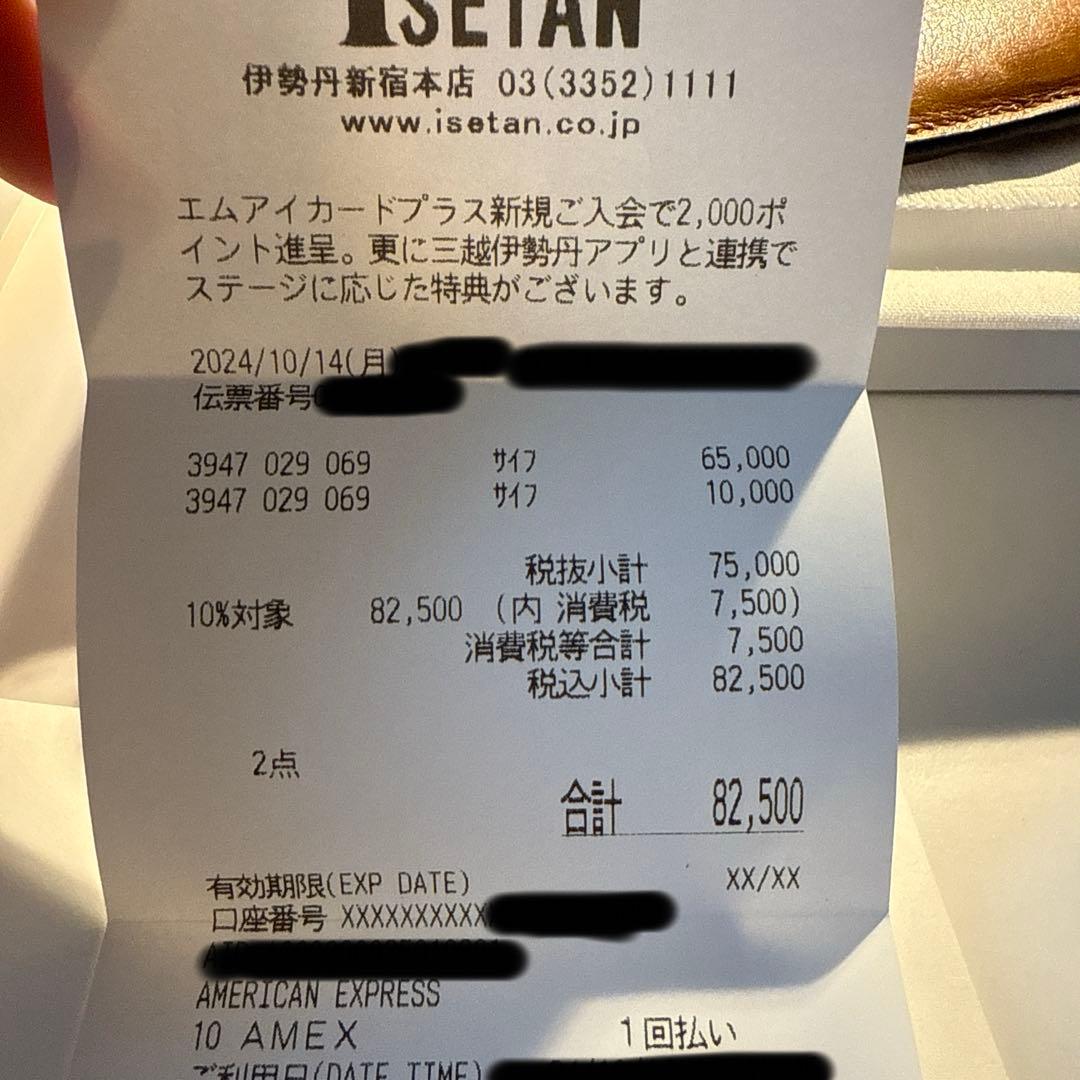 ISETAN
伊勢丹新宿本店 03(3352)1111
www.isetan.co.jp
エムアイカードプラス新規ご入会で2,000ポ
イント進呈。更に三越伊勢丹アプリと連携で
ステージに応じた特典がございます。
2024/10/14(月)
伝票番号
3947 029 069 ｻｲﾌ 65,000
3947 029 069 ｻｲﾌ 10,000
税抜小計 75,000
10%対象 82,500 (内 消費税 7,500)
消費税等合計 7,500
税込小計 82,500
2点
合計 82,500
有効期限(EXP DATE) XX/XX
口座番号 XXXXXXXXXX
AMERICAN EXPRESS
10 AMEX 1回払い
ご利用日(DATE TIME)